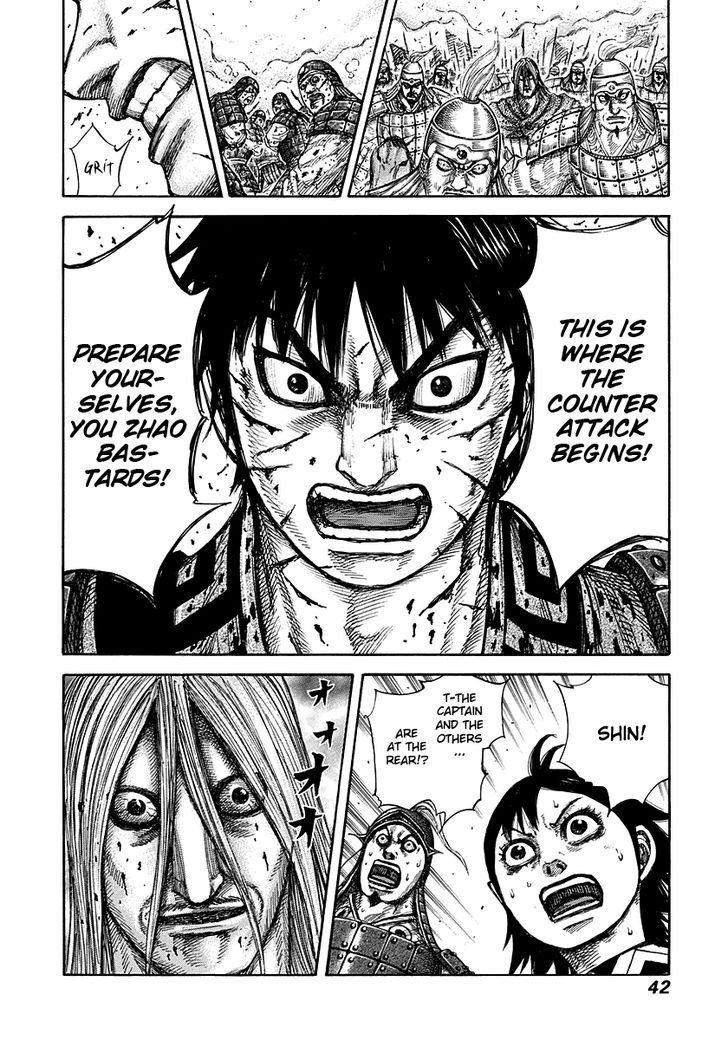 GRIT
THIS IS
WHERE
THE
COUNTER
ATTACK
BEGINS!
PREPARE
YOUR-
SELVES,
YOU ZHAO
BAS-
TARDS!
SHIN!
T-THE
CAPTAIN
AND THE
OTHERS
...
ARE
AT THE
REAR!?
オオオオ
42